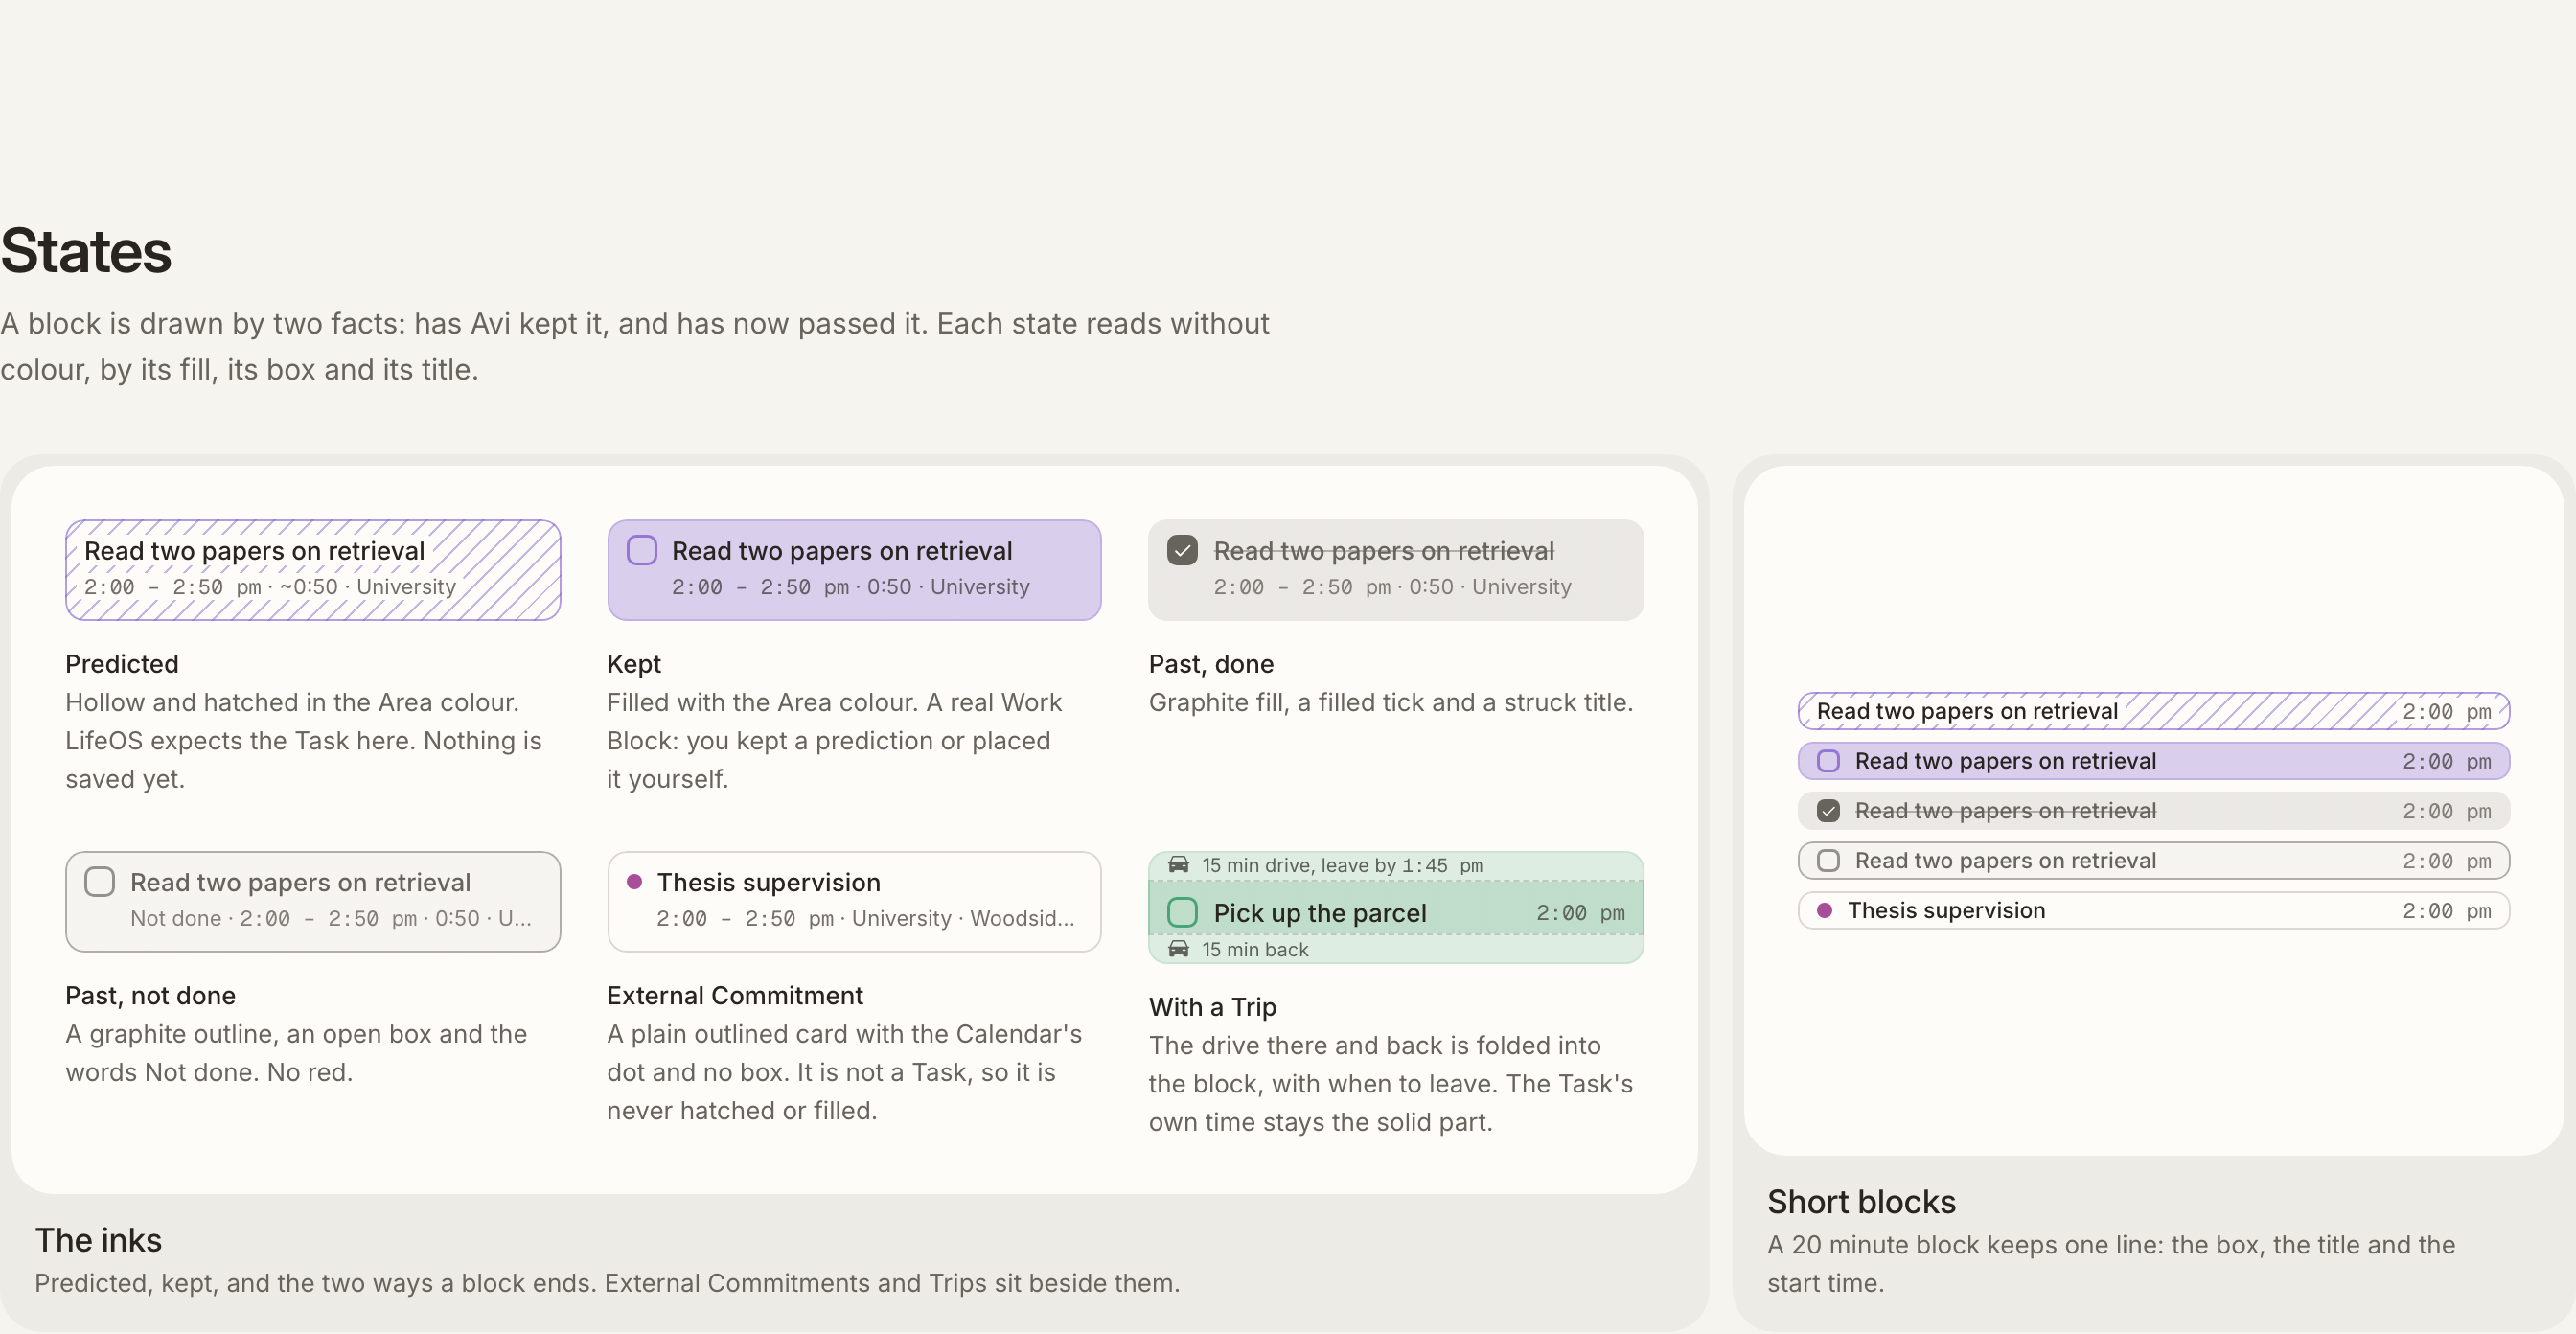 States
A block is drawn by two facts: has Avi kept it, and has now passed it. Each state reads without
colour, by its fill, its box and its title.
Read two papers on retrieval
2:00 – 2:50 pm · ~0:50 · University
Predicted
Hollow and hatched in the Area colour.
LifeOS expects the Task here. Nothing is
saved yet.
Read two papers on retrieval
2:00 – 2:50 pm · 0:50 · University
Kept
Filled with the Area colour. A real Work
Block: you kept a prediction or placed
it yourself.
Read two papers on retrieval
2:00 – 2:50 pm · 0:50 · University
Past, done
Graphite fill, a filled tick and a struck title.
Read two papers on retrieval
Not done · 2:00 – 2:50 pm · 0:50 · U...
Past, not done
A graphite outline, an open box and the
words Not done. No red.
Thesis supervision
2:00 – 2:50 pm · University · Woodsid...
External Commitment
A plain outlined card with the Calendar's
dot and no box. It is not a Task, so it is
never hatched or filled.
15 min drive, leave by 1:45 pm
Pick up the parcel 2:00 pm
15 min back
With a Trip
The drive there and back is folded into
the block, with when to leave. The Task's
own time stays the solid part.
The inks
Predicted, kept, and the two ways a block ends. External Commitments and Trips sit beside them.
Read two papers on retrieval 2:00 pm
Read two papers on retrieval 2:00 pm
Read two papers on retrieval 2:00 pm
Read two papers on retrieval 2:00 pm
Thesis supervision 2:00 pm
Short blocks
A 20 minute block keeps one line: the box, the title and the
start time.